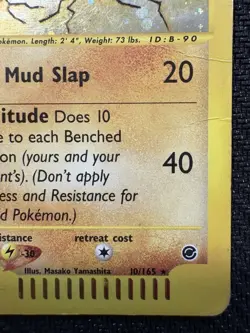 Pokémon. Length: 2' 4", Weight: 73 lbs. ID:B-90
Mud Slap 20
itude Does 10
e to each Benched
on (yours and your
nt's). (Don't apply 40
ess and Resistance for
d Pokémon.)
istance retreat cost
-30
Illus. Masako Yamashita 10/165 ★